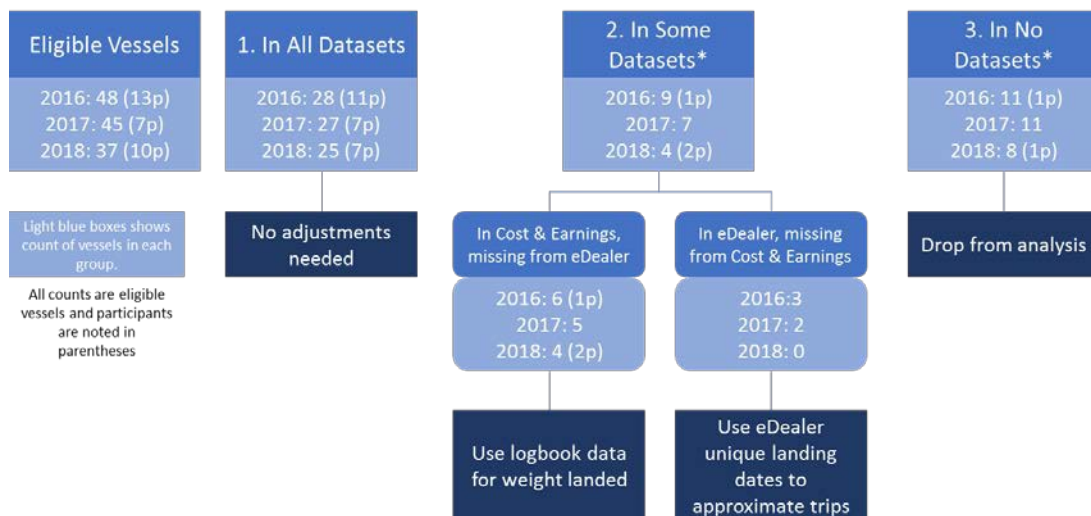 Eligible Vessels
2016: 48 (13p)
2017: 45 (7p)
2018: 37 (10p)
Light blue boxes shows
count of vessels in each
group.
All counts are eligible
vessels and participants
are noted in
parentheses
1. In All Datasets
2016: 28 (11p)
2017: 27 (7p)
2018: 25 (7p)
No adjustments
needed
2. In Some
Datasets*
2016: 9 (1p)
2017: 7
2018: 4 (2p)
In Cost & Earnings,
missing from eDealer
2016: 6 (1p)
2017: 5
2018: 4 (2p)
Use logbook data
for weight landed
In eDealer, missing
from Cost & Earnings
2016:3
2017: 2
2018: 0
Use eDealer
unique landing
dates to
approximate trips
3. In No
Datasets*
2016: 11 (1p)
2017: 11
2018: 8 (1p)
Drop from analysis